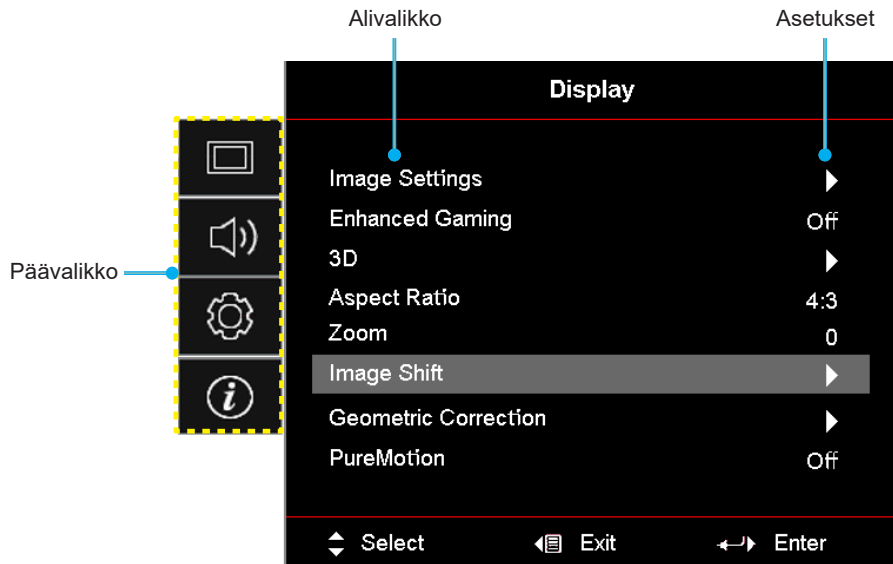 Alivalikko Asetukset
Display
Image Settings
Enhanced Gaming Off
3D
Aspect Ratio 4:3
Zoom 0
Päävalikko
Image Shift
Geometric Correction
PureMotion Off
Select Exit Enter